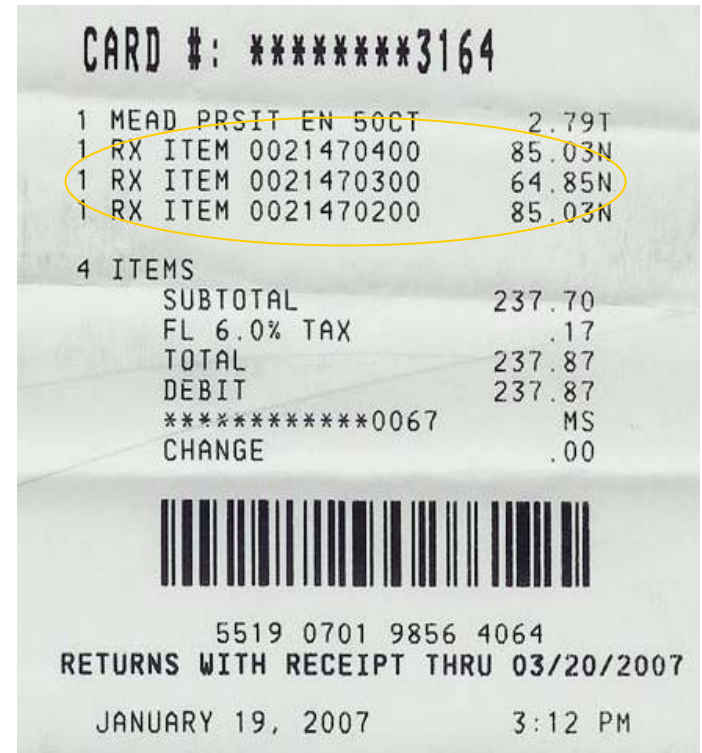 CARD #: ********3164
1 MEAD PRSIT EN 50CT 2.79T
1 RX ITEM 0021470400 85.03N
1 RX ITEM 0021470300 64.85N
1 RX ITEM 0021470200 85.03N
4 ITEMS
SUBTOTAL 237.70
FL 6.0% TAX .17
TOTAL 237.87
DEBIT 237.87
************0067 MS
CHANGE .00
5519 0701 9856 4064
RETURNS WITH RECEIPT THRU 03/20/2007
JANUARY 19, 2007 3:12 PM